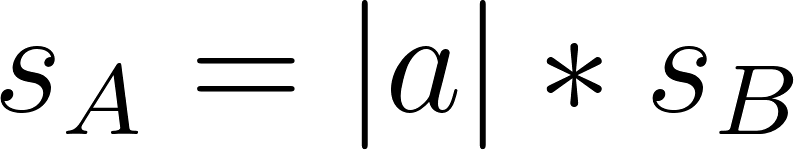 s_A = |a| * s_B